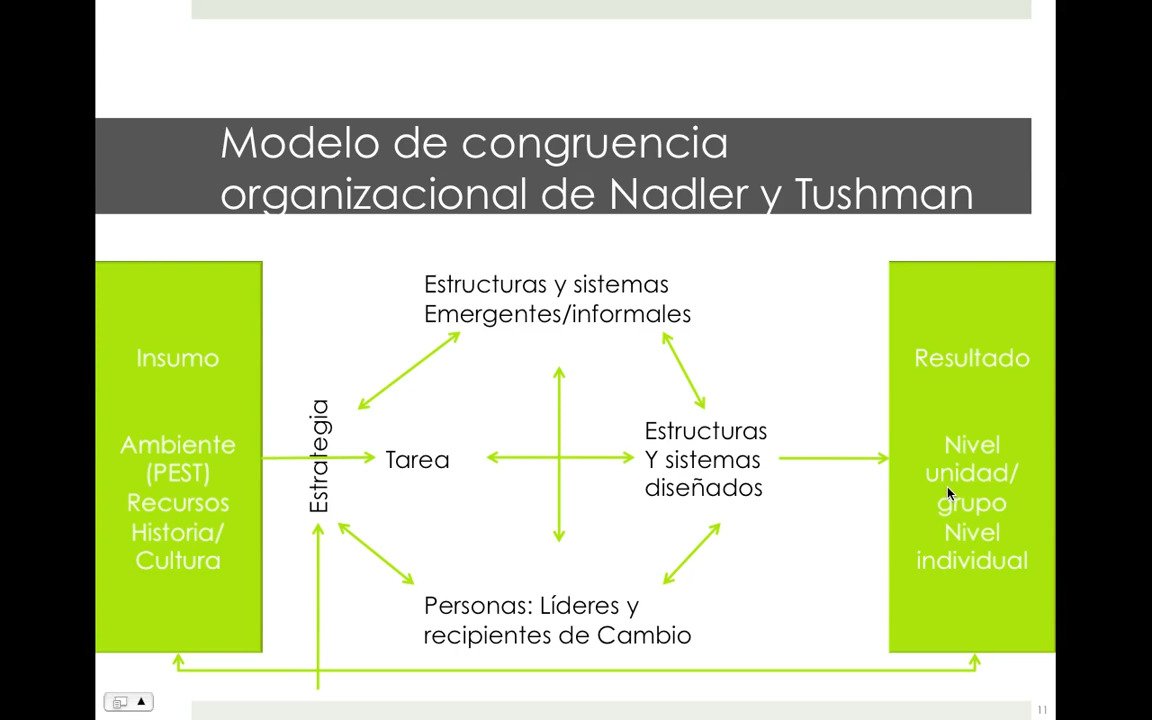 Modelo de congruencia
organizacional de Nadler y Tushman
Insumo
Ambiente
(PEST)
Recursos
Historia/
Cultura
Estrategia
Estructuras y sistemas
Emergentes/informales
Tarea
Estructuras
Y sistemas
diseñados
Personas: Líderes y
recipientes de Cambio
Resultado
Nivel
unidad/
grupo
Nivel
individual
11